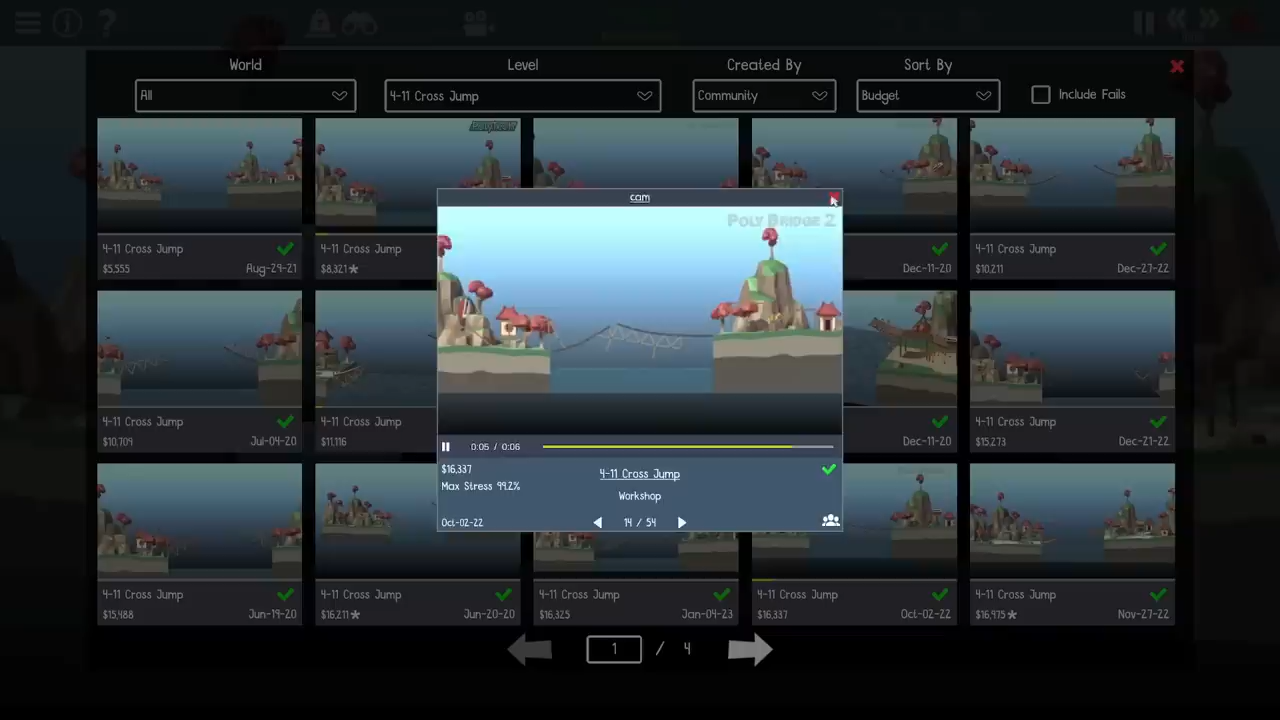 World
Level
Created By
Sort By
All
4-11 Cross Jump
Community
Budget
Include Fails
4-11 Cross Jump
$5,555
Aug-29-21
4-11 Cross Jump
$8,321★
Dec-11-20
4-11 Cross Jump
$10,211
Dec-27-22
cam
POLY BRIDGE 2
0:05 / 0:06
$16,337
4-11 Cross Jump
Max Stress 99.2%
Workshop
Oct-02-22
14 / 54
4-11 Cross Jump
$10,709
Jul-04-20
4-11 Cross Jump
$11,116
Dec-11-20
4-11 Cross Jump
$15,273
Dec-21-22
4-11 Cross Jump
$15,988
Jun-19-20
4-11 Cross Jump
$16,211★
Jun-20-20
4-11 Cross Jump
$16,325
Jan-04-23
4-11 Cross Jump
$16,337
Oct-02-22
4-11 Cross Jump
$16,975★
Nov-27-22
1 / 4